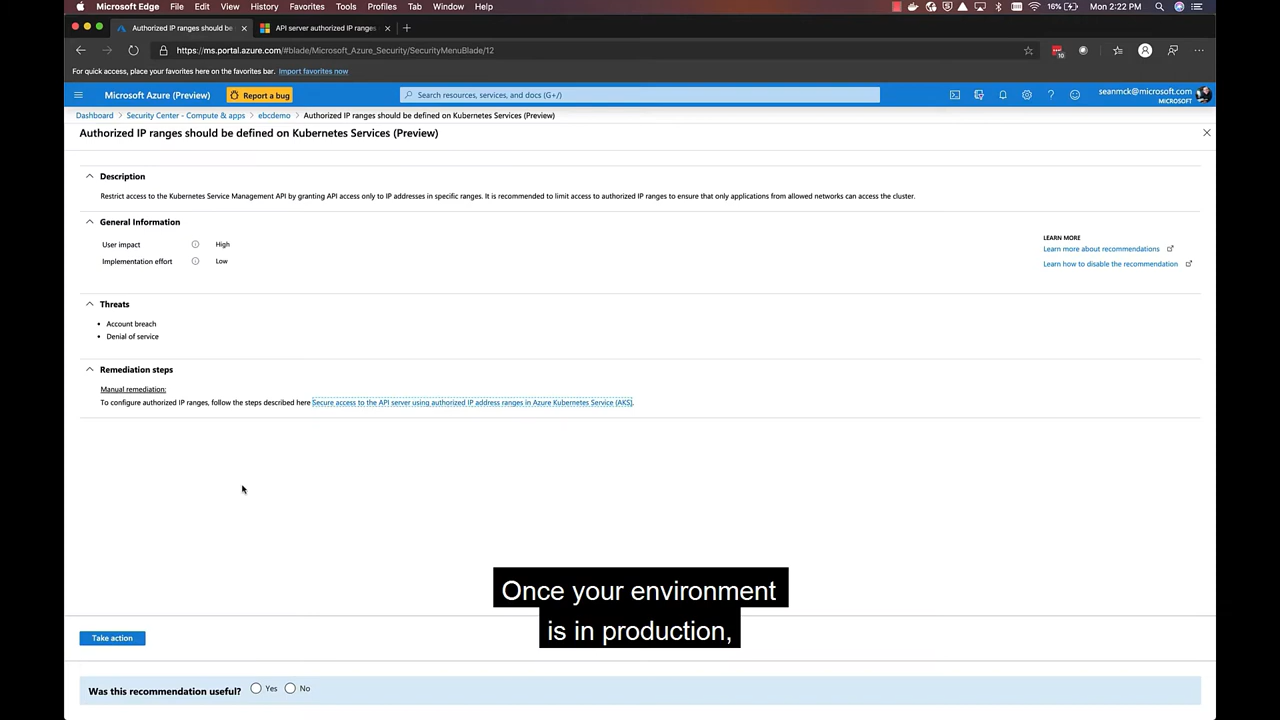 Microsoft Edge File Edit View History Favorites Tools Profiles Tab Window Help 16% Mon 2:22 PM
Authorized IP ranges should be API server authorized IP ranges
https://ms.portal.azure.com/#blade/Microsoft_Azure_Security/SecurityMenuBlade/12 10
For quick access, place your favorites here on the favorites bar. Import favorites now
Microsoft Azure (Preview) Report a bug Search resources, services, and docs (G+/) seanmck@microsoft.com
MICROSOFT
Dashboard > Security Center - Compute & apps > ebcdemo > Authorized IP ranges should be defined on Kubernetes Services (Preview)
Authorized IP ranges should be defined on Kubernetes Services (Preview)
Description
Restrict access to the Kubernetes Service Management API by granting API access only to IP addresses in specific ranges. It is recommended to limit access to authorized IP ranges to ensure that only applications from allowed networks can access the cluster.
General Information
User impact High
Implementation effort Low
LEARN MORE
Learn more about recommendations
Learn how to disable the recommendation
Threats
• Account breach
• Denial of service
Remediation steps
Manual remediation:
To configure authorized IP ranges, follow the steps described here Secure access to the API server using authorized IP address ranges in Azure Kubernetes Service (AKS).
Once your environment
is in production,
Take action
Was this recommendation useful? Yes No